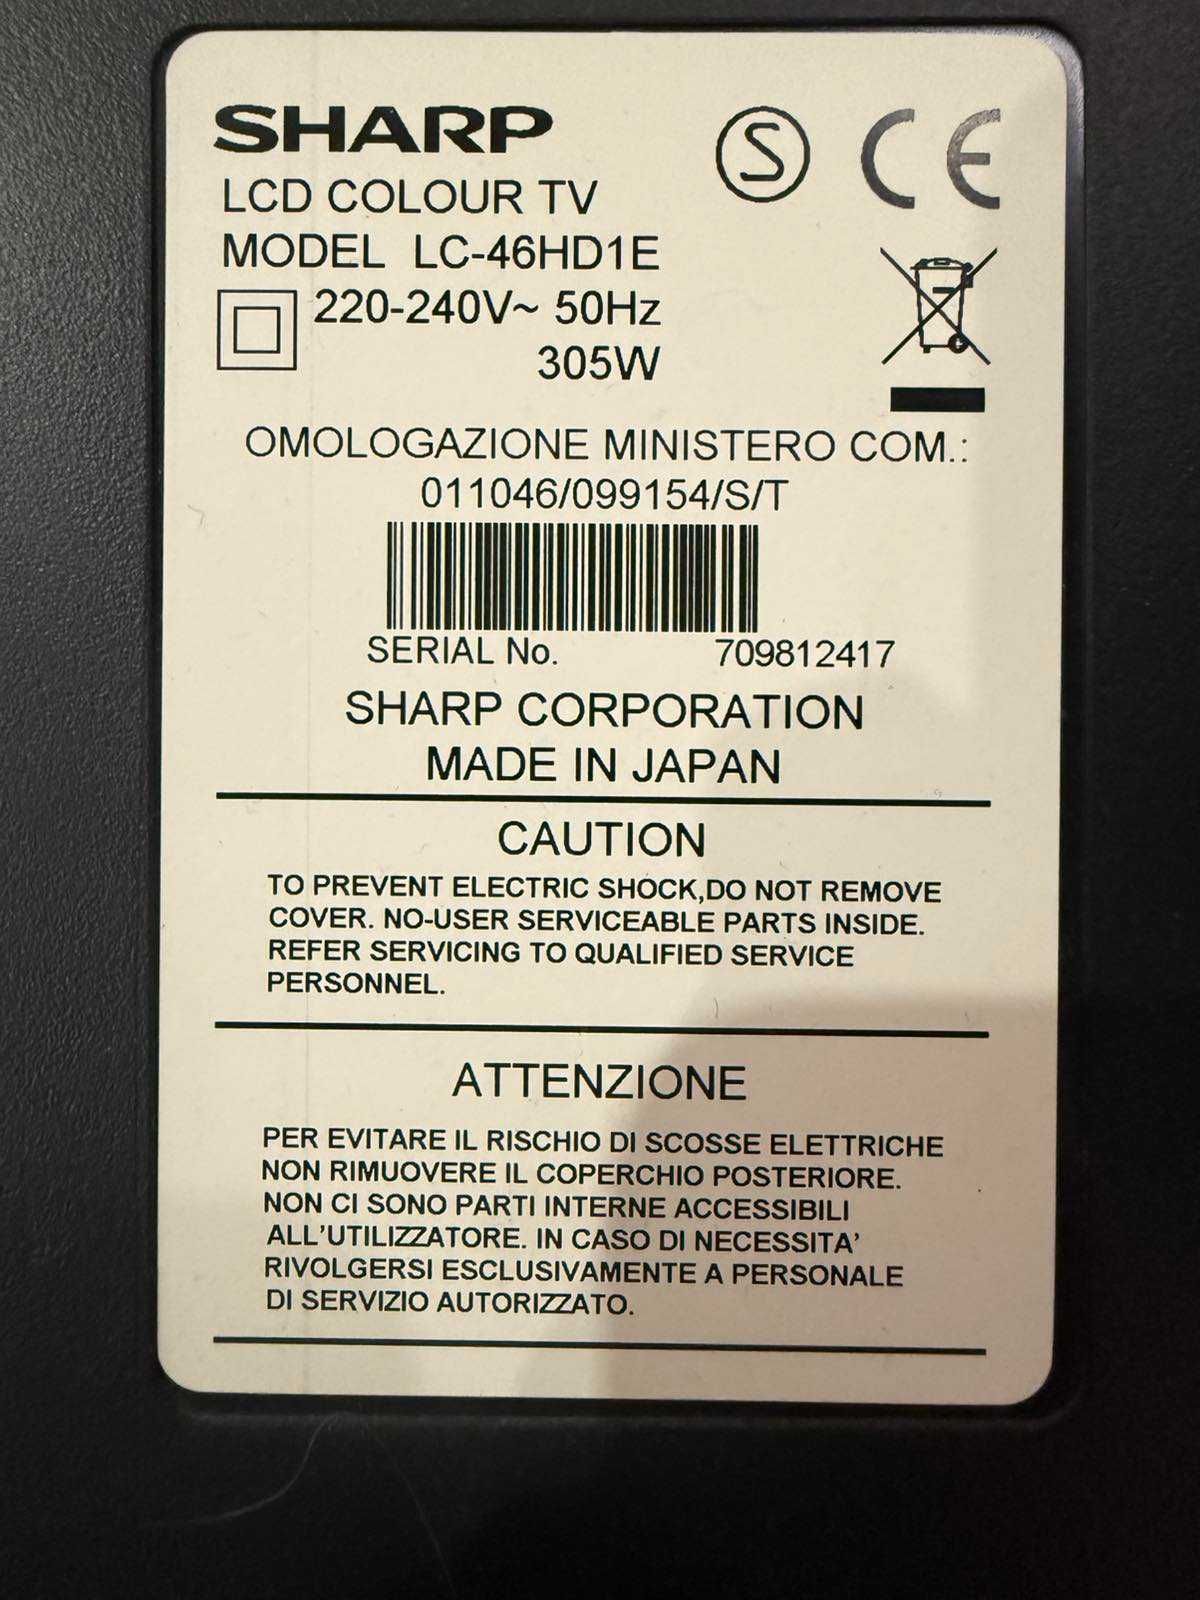 SHARP
LCD COLOUR TV
MODEL LC-46HD1E
220-240V~ 50Hz
305W
S
CE
OMOLOGAZIONE MINISTERO COM.:
011046/099154/S/T
SERIAL No. 709812417
SHARP CORPORATION
MADE IN JAPAN
CAUTION
TO PREVENT ELECTRIC SHOCK,DO NOT REMOVE
COVER. NO-USER SERVICEABLE PARTS INSIDE.
REFER SERVICING TO QUALIFIED SERVICE
PERSONNEL.
ATTENZIONE
PER EVITARE IL RISCHIO DI SCOSSE ELETTRICHE
NON RIMUOVERE IL COPERCHIO POSTERIORE.
NON CI SONO PARTI INTERNE ACCESSIBILI
ALL'UTILIZZATORE. IN CASO DI NECESSITA'
RIVOLGERSI ESCLUSIVAMENTE A PERSONALE
DI SERVIZIO AUTORIZZATO.